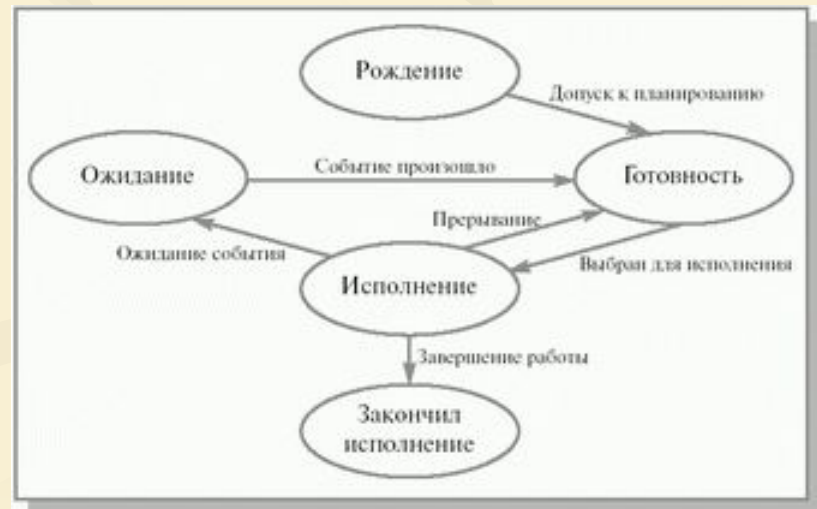 Рождение
Допуск к планированию
Ожидание
Событие произошло
Готовность
Прерывание
Ожидание события
Выбран для исполнения
Исполнение
Завершение работы
Закончил
исполнение